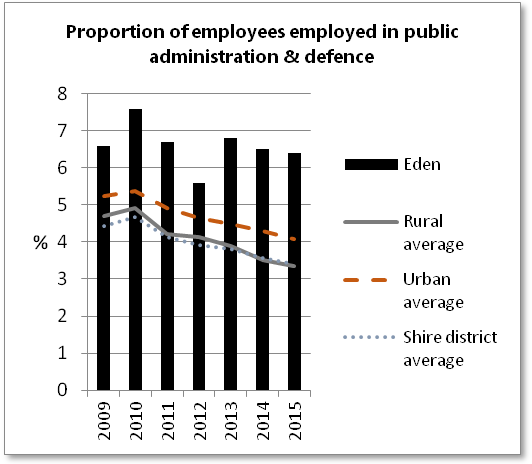 Proportion of employees employed in public
administration & defence
8
7
6
5
4
3
2
1
0
%
2009
2010
2011
2012
2013
2014
2015
Eden
Rural
average
Urban
average
Shire district
average